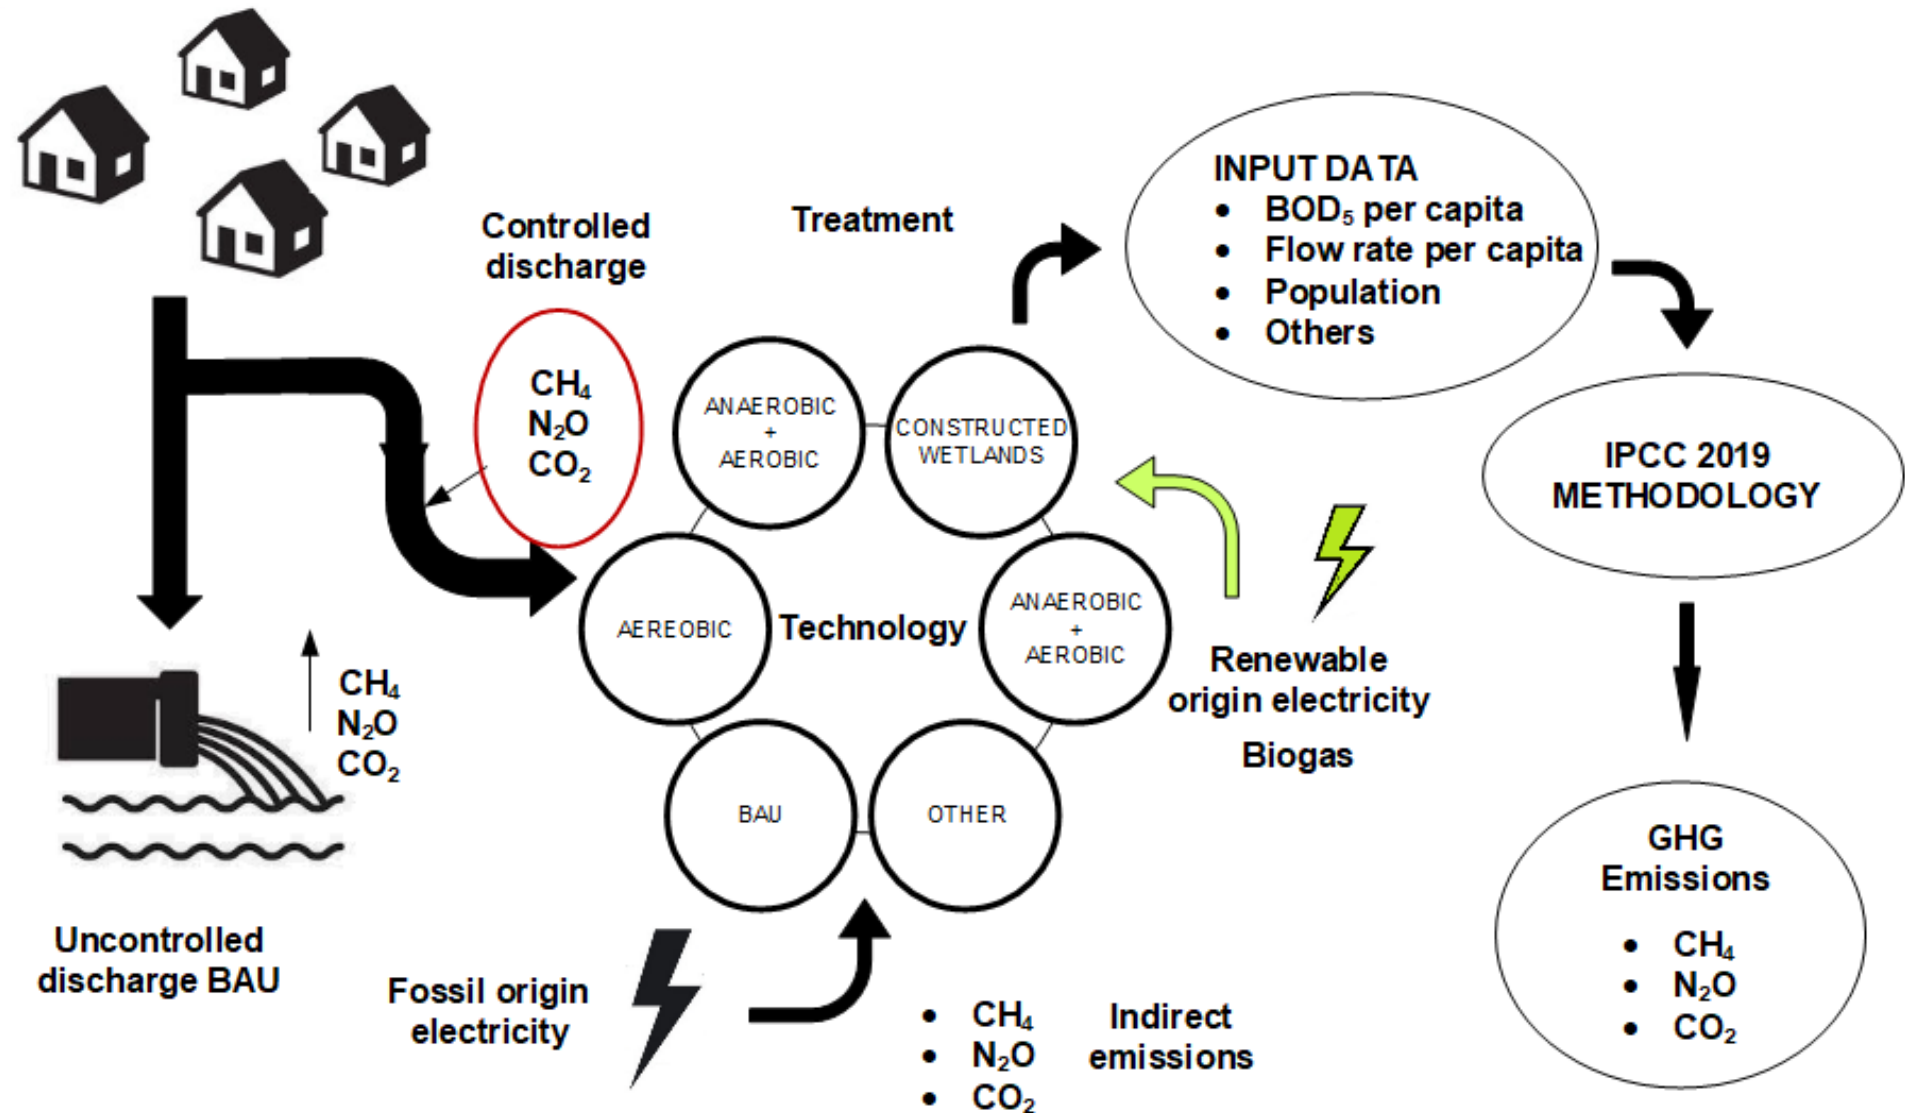 Controlled
discharge
CH₄
N₂O
CO₂
Treatment
INPUT DATA
• BOD₅ per capita
• Flow rate per capita
• Population
• Others
IPCC 2019
METHODOLOGY
GHG
Emissions
• CH₄
• N₂O
• CO₂
ANAEROBIC
+
AEROBIC
CONSTRUCTED
WETLANDS
AEREOBIC
Technology
ANAEROBIC
+
AEROBIC
BAU
OTHER
Renewable
origin electricity
Biogas
CH₄
N₂O
CO₂
Uncontrolled
discharge BAU
Fossil origin
electricity
• CH₄
• N₂O
• CO₂
Indirect
emissions